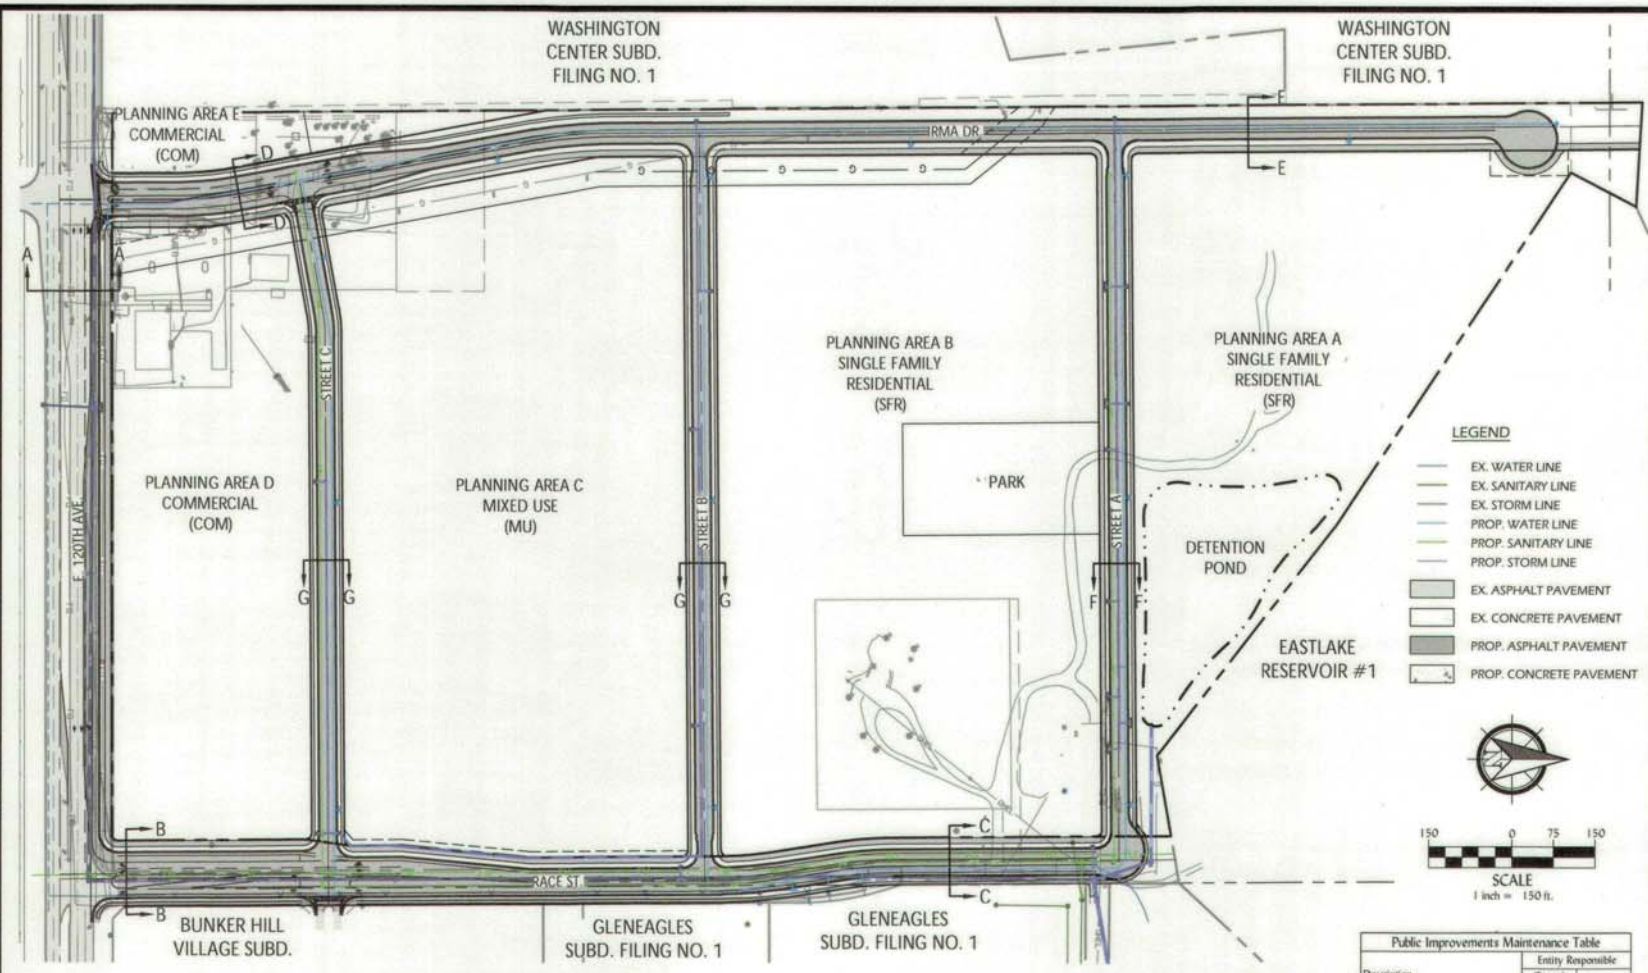 WASHINGTON
CENTER SUBD.
FILING NO. 1
WASHINGTON
CENTER SUBD.
FILING NO. 1
PLANNING AREA E
COMMERCIAL
(COM)
IRMA DR.
E
E
D
D
A
A
STREET C
PLANNING AREA B
SINGLE FAMILY
RESIDENTIAL
(SFR)
PLANNING AREA A
SINGLE FAMILY
RESIDENTIAL
(SFR)
PLANNING AREA D
COMMERCIAL
(COM)
PLANNING AREA C
MIXED USE
(MU)
PARK
E. 120TH AVE.
STREET B
STREET A
DETENTION
POND
G
G
G
G
F
F
EASTLAKE
RESERVOIR #1
LEGEND
EX. WATER LINE
EX. SANITARY LINE
EX. STORM LINE
PROP. WATER LINE
PROP. SANITARY LINE
PROP. STORM LINE
EX. ASPHALT PAVEMENT
EX. CONCRETE PAVEMENT
PROP. ASPHALT PAVEMENT
PROP. CONCRETE PAVEMENT
150 0 75 150
SCALE
1 inch = 150 ft.
B
B
C
C
RACE ST.
BUNKER HILL
VILLAGE SUBD.
GLENEAGLES
SUBD. FILING NO. 1
GLENEAGLES
SUBD. FILING NO. 1
Public Improvements Maintenance Table
Entity Responsible